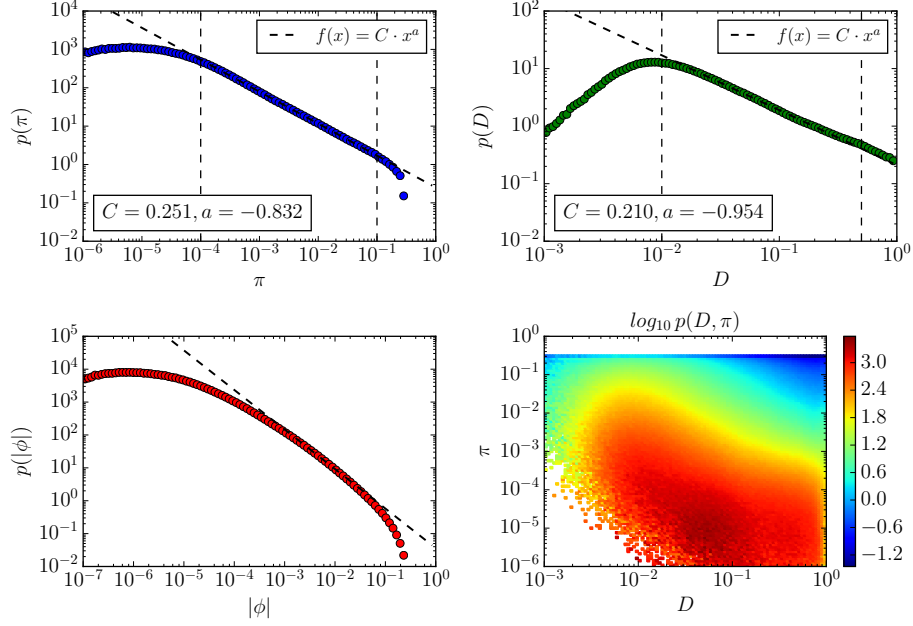 f(x) = C · x^a
C = 0.251, a = −0.832
p(π)
10^4
10^3
10^2
10^1
10^0
10^−1
10^−2
10^−6 10^−5 10^−4 10^−3 10^−2 10^−1 10^0
π
f(x) = C · x^a
C = 0.210, a = −0.954
p(D)
10^2
10^1
10^0
10^−1
10^−2
10^−3 10^−2 10^−1 10^0
D
p(|ϕ|)
10^5
10^4
10^3
10^2
10^1
10^0
10^−1
10^−2
10^−7 10^−6 10^−5 10^−4 10^−3 10^−2 10^−1 10^0
|ϕ|
log_10 p(D, π)
π
10^0
10^−1
10^−2
10^−3
10^−4
10^−5
10^−6
10^−3 10^−2 10^−1 10^0
D
3.0
2.4
1.8
1.2
0.6
0.0
−0.6
−1.2